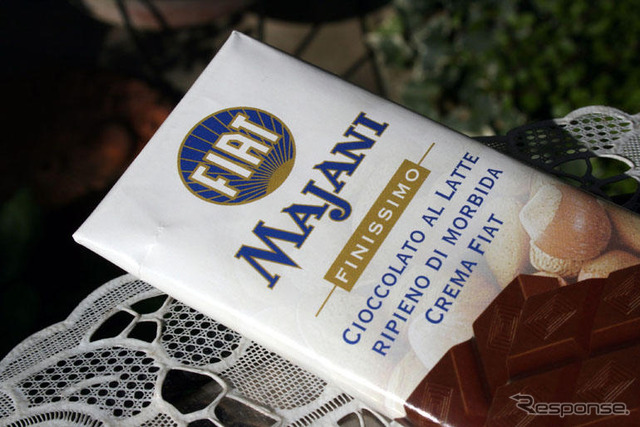 FIAT
MAJANI
FINISSIMO
CIOCCOLATO AL LATTE
RIPIENO DI MORBIDA
CREMA FIAT
Response.